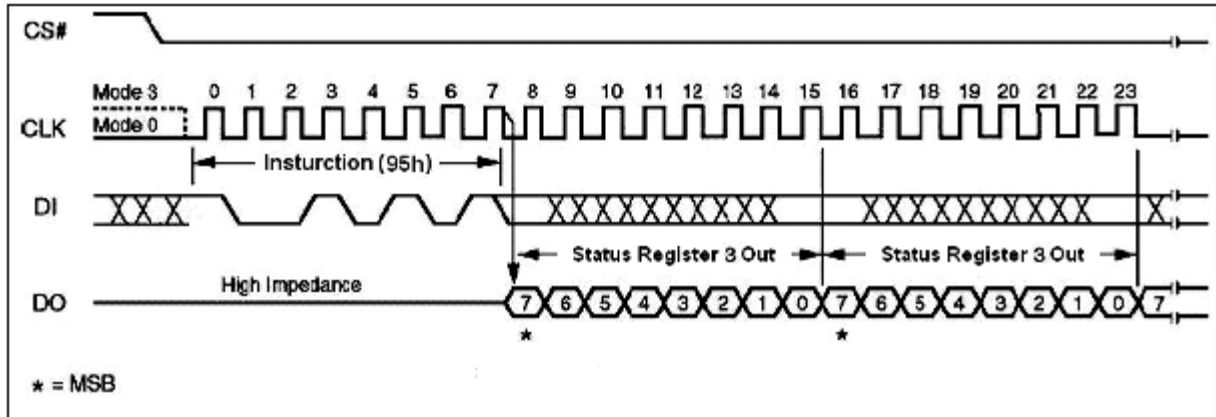 CS#
Mode 3
0 1 2 3 4 5 6 7 8 9 10 11 12 13 14 15 16 17 18 19 20 21 22 23
CLK
Mode 0
Insturction (95h)
DI
Status Register 3 Out
Status Register 3 Out
High Impedance
DO
7 6 5 4 3 2 1 0 7 6 5 4 3 2 1 0 7
* *
* = MSB